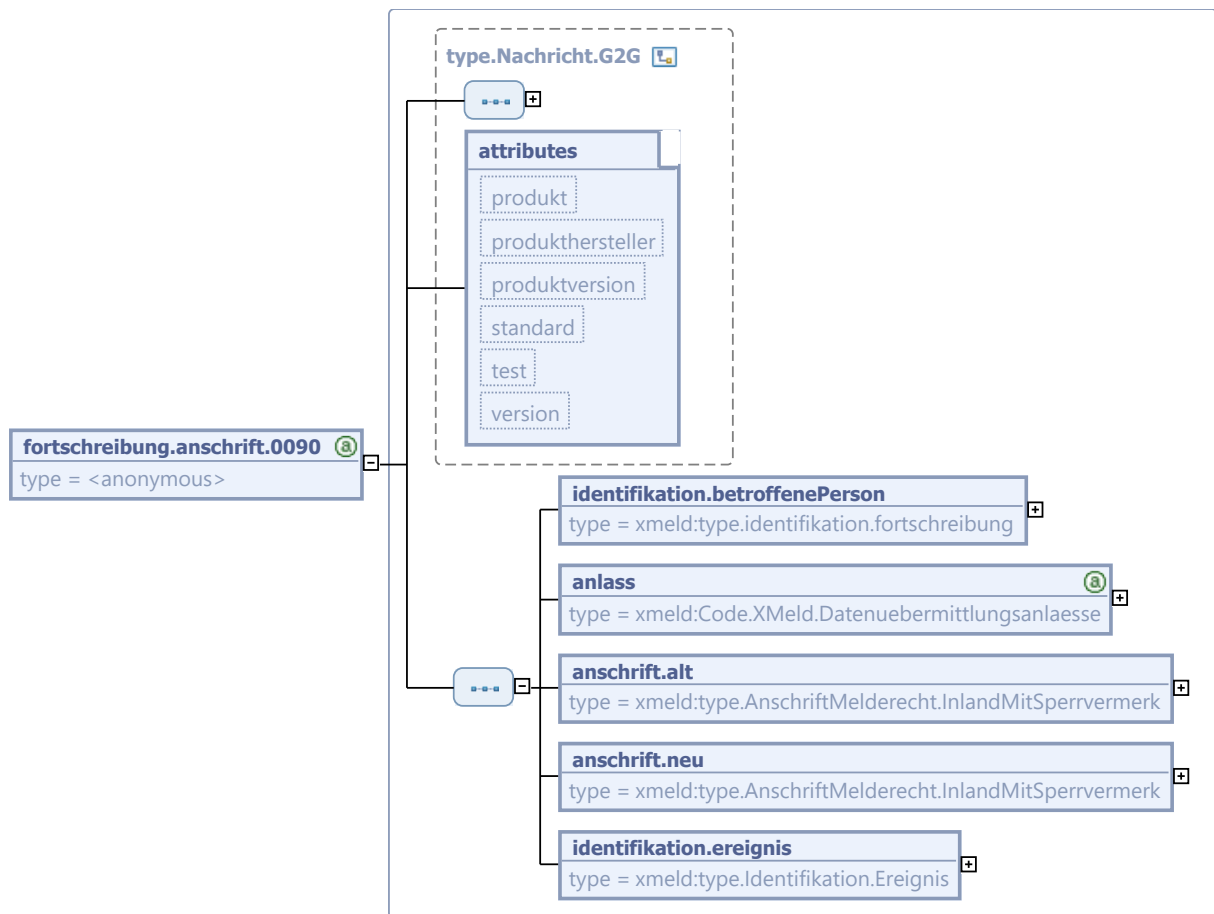 type.Nachricht.G2G
attributes
produkt
produkthersteller
produktversion
standard
test
version
fortschreibung.anschrift.0090 a
type = <anonymous>
identifikation.betroffenePerson
type = xmeld:type.identifikation.fortschreibung
anlass a
type = xmeld:Code.XMeld.Datenuebermittlungsanlaesse
anschrift.alt
type = xmeld:type.AnschriftMelderecht.InlandMitSperrvermerk
anschrift.neu
type = xmeld:type.AnschriftMelderecht.InlandMitSperrvermerk
identifikation.ereignis
type = xmeld:type.Identifikation.Ereignis